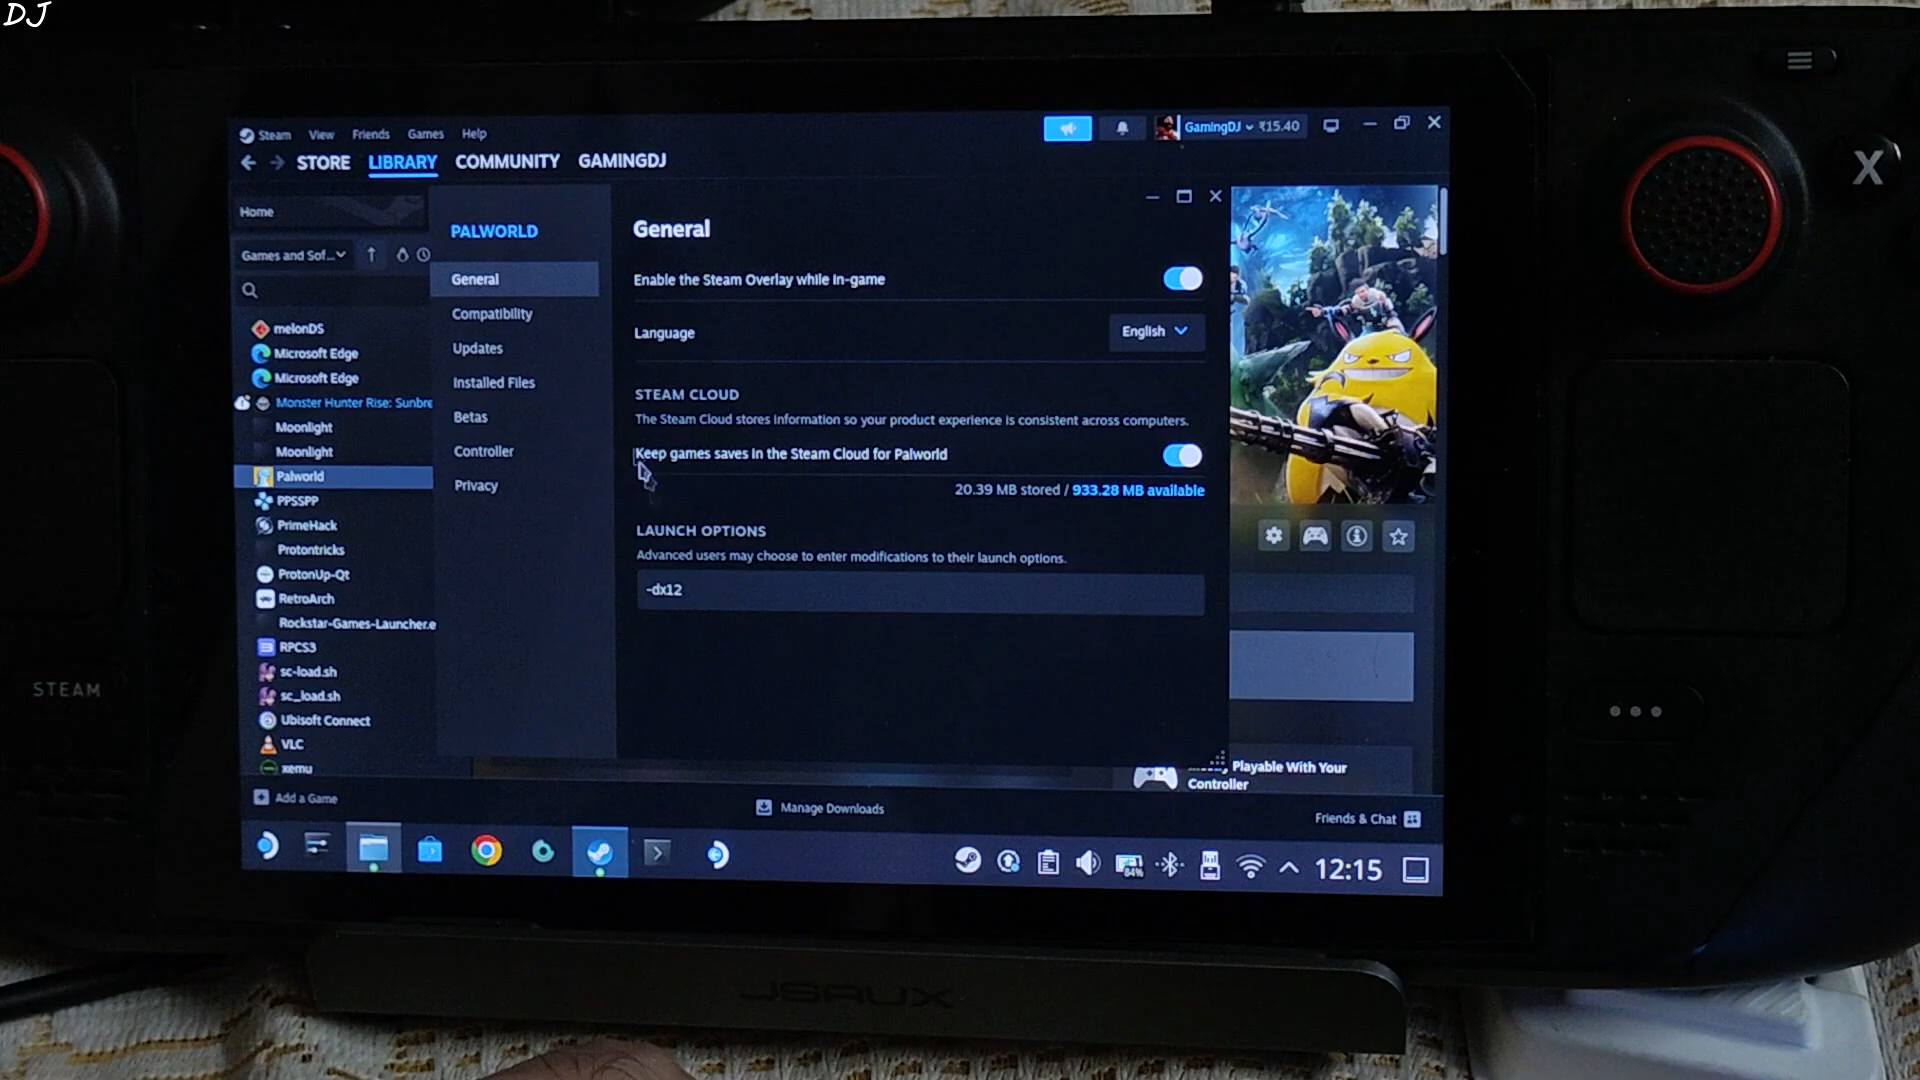 DJ
Steam View Friends Games Help
GamingDJ ₹15.40
STORE LIBRARY COMMUNITY GAMINGDJ
Home
Games and Sof...
melonDS
Microsoft Edge
Microsoft Edge
Monster Hunter Rise: Sunbre
Moonlight
Moonlight
Palworld
PPSSPP
PrimeHack
Protontricks
ProtonUp-Qt
RetroArch
Rockstar-Games-Launcher.e
RPCS3
sc-load.sh
sc_load.sh
Ubisoft Connect
VLC
xemu
PALWORLD
General
Compatibility
Updates
Installed Files
Betas
Controller
Privacy
General
Enable the Steam Overlay while in-game
Language English
STEAM CLOUD
The Steam Cloud stores information so your product experience is consistent across computers.
Keep games saves in the Steam Cloud for Palworld
20.39 MB stored / 933.28 MB available
LAUNCH OPTIONS
Advanced users may choose to enter modifications to their launch options.
-dx12
Playable With Your
Controller
Add a Game
Manage Downloads
Friends & Chat
84%
12:15
STEAM
X
JSAUX